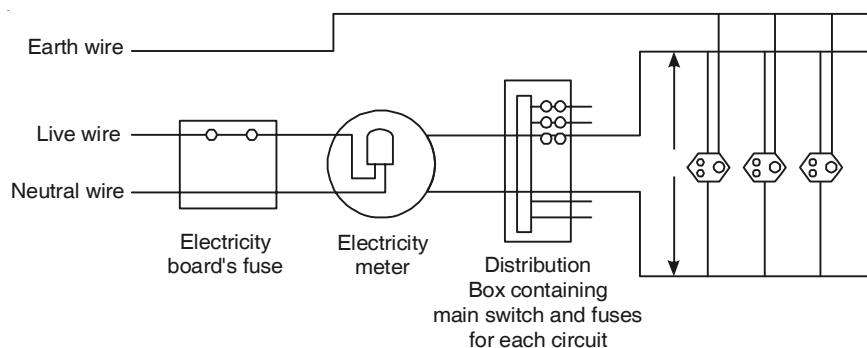 Earth wire
Live wire
Neutral wire
Electricity
board's fuse
Electricity
meter
Distribution
Box containing
main switch and fuses
for each circuit